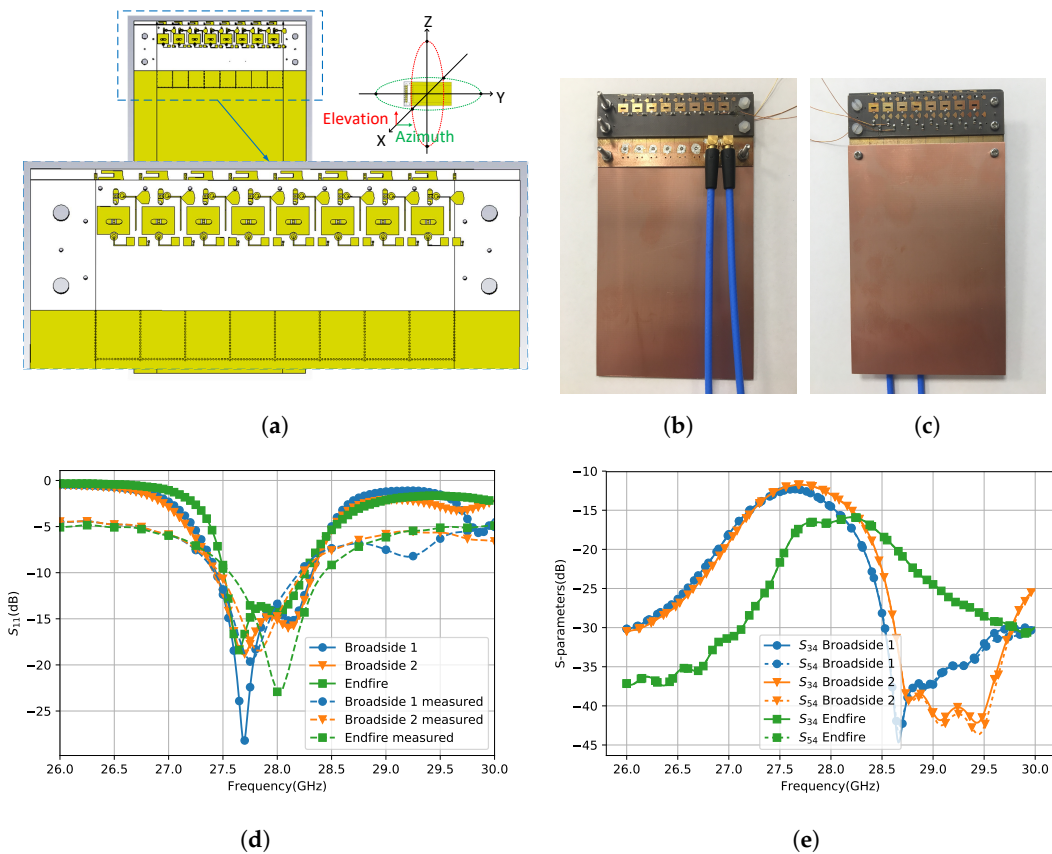 Z
Y
X
Elevation
Azimuth
(a)
(b)
(c)
S11(dB)
0
−5
−10
−15
−20
−25
26.0 26.5 27.0 27.5 28.0 28.5 29.0 29.5 30.0
Frequency(GHz)
Broadside 1
Broadside 2
Endfire
Broadside 1 measured
Broadside 2 measured
Endfire measured
(d)
S-parameters(dB)
−10
−15
−20
−25
−30
−35
−40
−45
26.0 26.5 27.0 27.5 28.0 28.5 29.0 29.5 30.0
Frequency(GHz)
S34 Broadside 1
S54 Broadside 1
S34 Broadside 2
S54 Broadside 2
S34 Endfire
S54 Endfire
(e)